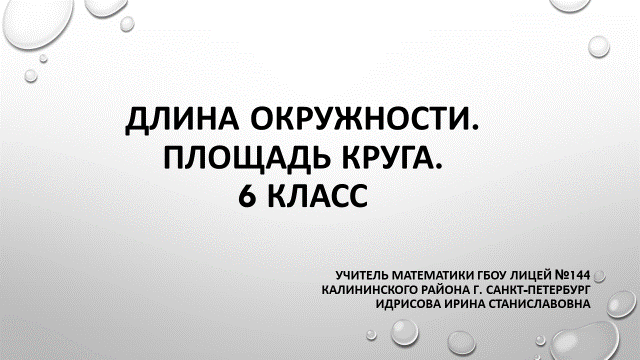 ДЛИНА ОКРУЖНОСТИ.
ПЛОЩАДЬ КРУГА.
6 КЛАСС
УЧИТЕЛЬ МАТЕМАТИКИ ГБОУ ЛИЦЕЙ №144
КАЛИНИНСКОГО РАЙОНА Г. САНКТ-ПЕТЕРБУРГ
ИДРИСОВА ИРИНА СТАНИСЛАВОВНА